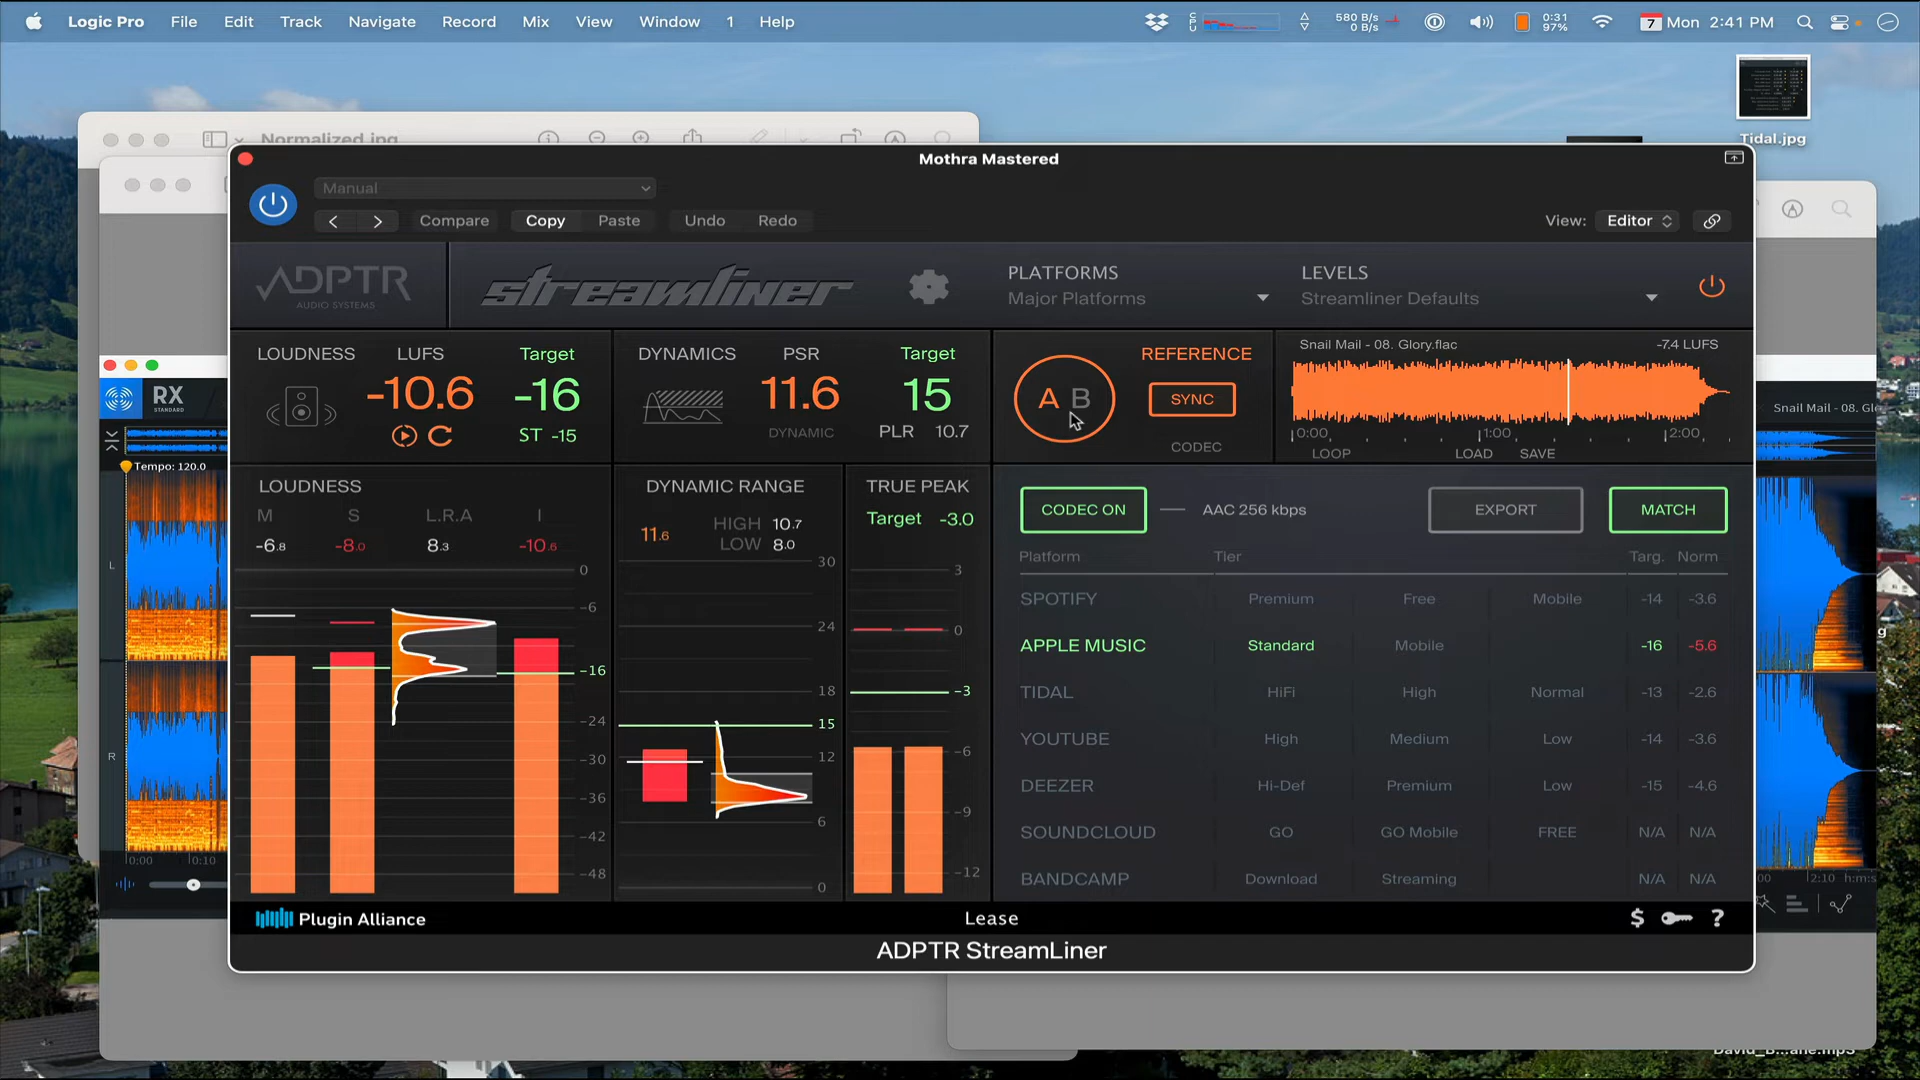 Logic Pro File Edit Track Navigate Record Mix View Window 1 Help
CPU 580 B/s 0 B/s 0:31 97% 7 Mon 2:41 PM
Tidal.jpg
Normalized.jpg
Mothra Mastered
Manual
Compare Copy Paste Undo Redo
View: Editor
ADPTR
AUDIO SYSTEMS
streamliner
PLATFORMS
Major Platforms
LEVELS
Streamliner Defaults
LOUDNESS LUFS Target
-10.6 -16
ST -15
DYNAMICS PSR Target
11.6 15
DYNAMIC PLR 10.7
A B
REFERENCE
SYNC
CODEC
Snail Mail - 08. Glory.flac -7.4 LUFS
0:00 1:00 2:00
LOOP LOAD SAVE
RX
STANDARD
Tempo: 120.0
L
R
0:00 0:10
LOUDNESS
M S L.R.A I
-6.8 -8.0 8.3 -10.6
0
-6
-16
-24
-30
-36
-42
-48
DYNAMIC RANGE
11.6 HIGH 10.7
LOW 8.0
30
24
18
15
12
6
0
TRUE PEAK
Target -3.0
3
0
-3
-6
-9
-12
CODEC ON AAC 256 kbps EXPORT MATCH
Platform Tier Targ. Norm
SPOTIFY Premium Free Mobile -14 -3.6
APPLE MUSIC Standard Mobile -16 -5.6
TIDAL HiFi High Normal -13 -2.6
YOUTUBE High Medium Low -14 -3.6
DEEZER Hi-Def Premium Low -15 -4.6
SOUNDCLOUD GO GO Mobile FREE N/A N/A
BANDCAMP Download Streaming N/A N/A
Plugin Alliance Lease $ ?
ADPTR StreamLiner
Snail Mail - 08. Glo
2:10 h:m:s